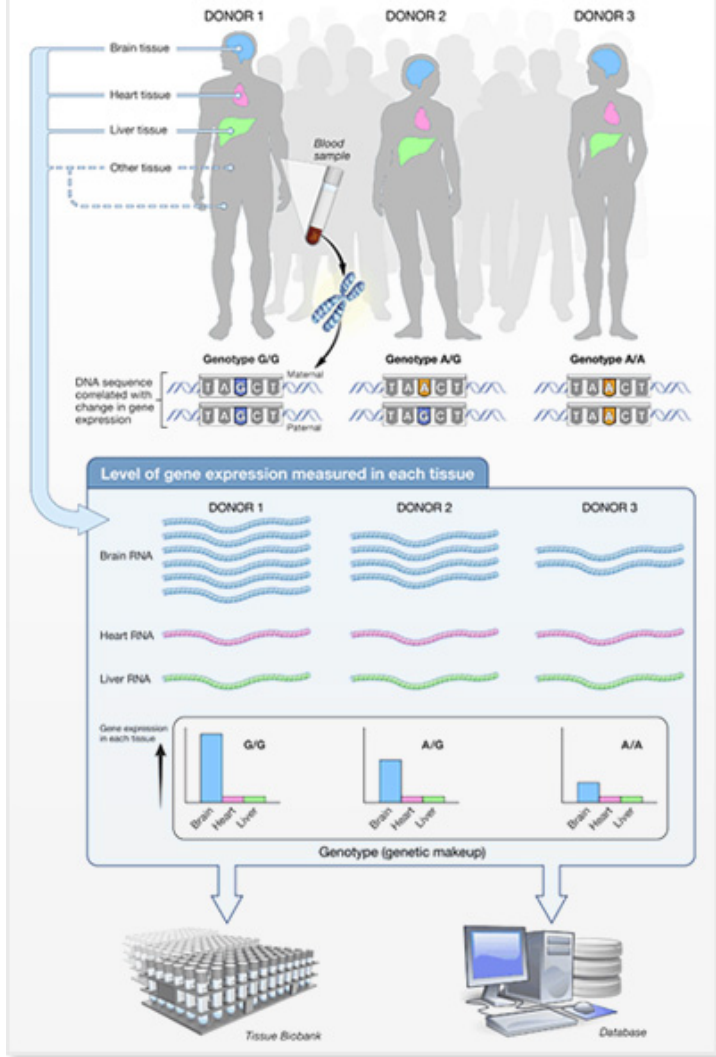 DONOR 1
DONOR 2
DONOR 3
Brain tissue
Heart tissue
Liver tissue
Other tissue
Blood
sample
Genotype G/G
Genotype A/G
Genotype A/A
DNA sequence
correlated with
change in gene
expression
Maternal
T A G C T
T A A C T
T A A C T
T A G C T
T A G C T
T A A C T
Paternal
Level of gene expression measured in each tissue
DONOR 1
DONOR 2
DONOR 3
Brain RNA
Heart RNA
Liver RNA
Gene expression
in each tissue
G/G
A/G
A/A
Brain
Heart
Liver
Brain
Heart
Liver
Brain
Heart
Liver
Genotype (genetic makeup)
Tissue Biobank
Database